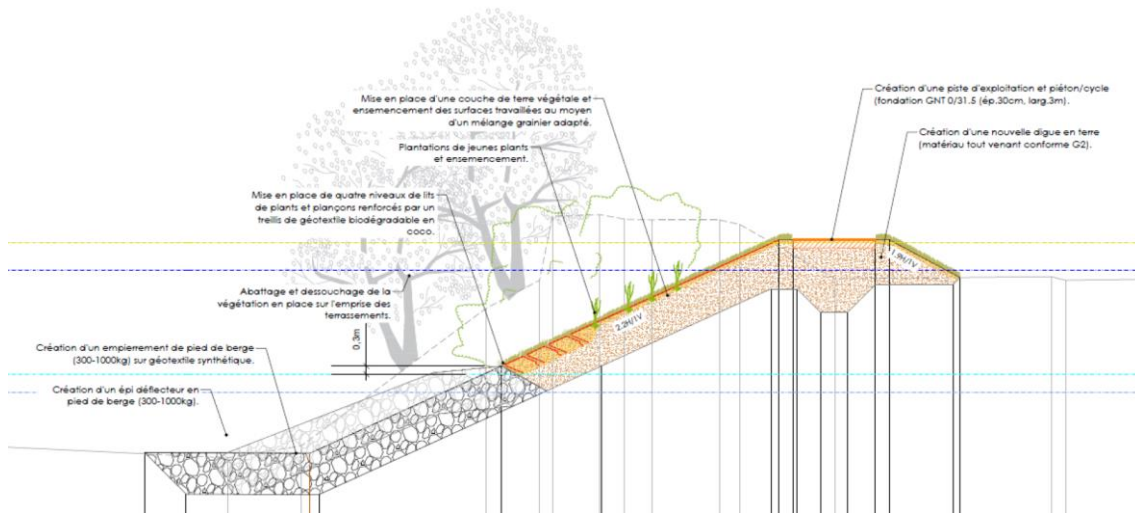 Mise en place d'une couche de terre végétale et
ensemencement des surfaces travaillées au moyen
d'un mélange grainier adapté.
Plantations de jeunes plants
et ensemencement.
Mise en place de quatre niveaux de lits
de plants et plançons renforcés par un
treillis de géotextile biodégradable en
coco.
Abattage et dessouchage de la
végétation en place sur l'emprise des
terrassements.
0,3m
Création d'un empierrement de pied de berge
(300-1000kg) sur géotextile synthétique.
Création d'un épi déflecteur en
pied de berge (300-1000kg).
Création d'une piste d'exploitation et piéton/cycle
(fondation GNT 0/31.5 (ép.30cm, larg.3m).
Création d'une nouvelle digue en terre
(matériau tout venant conforme G2).
2.2H/1V
1.9H/1V